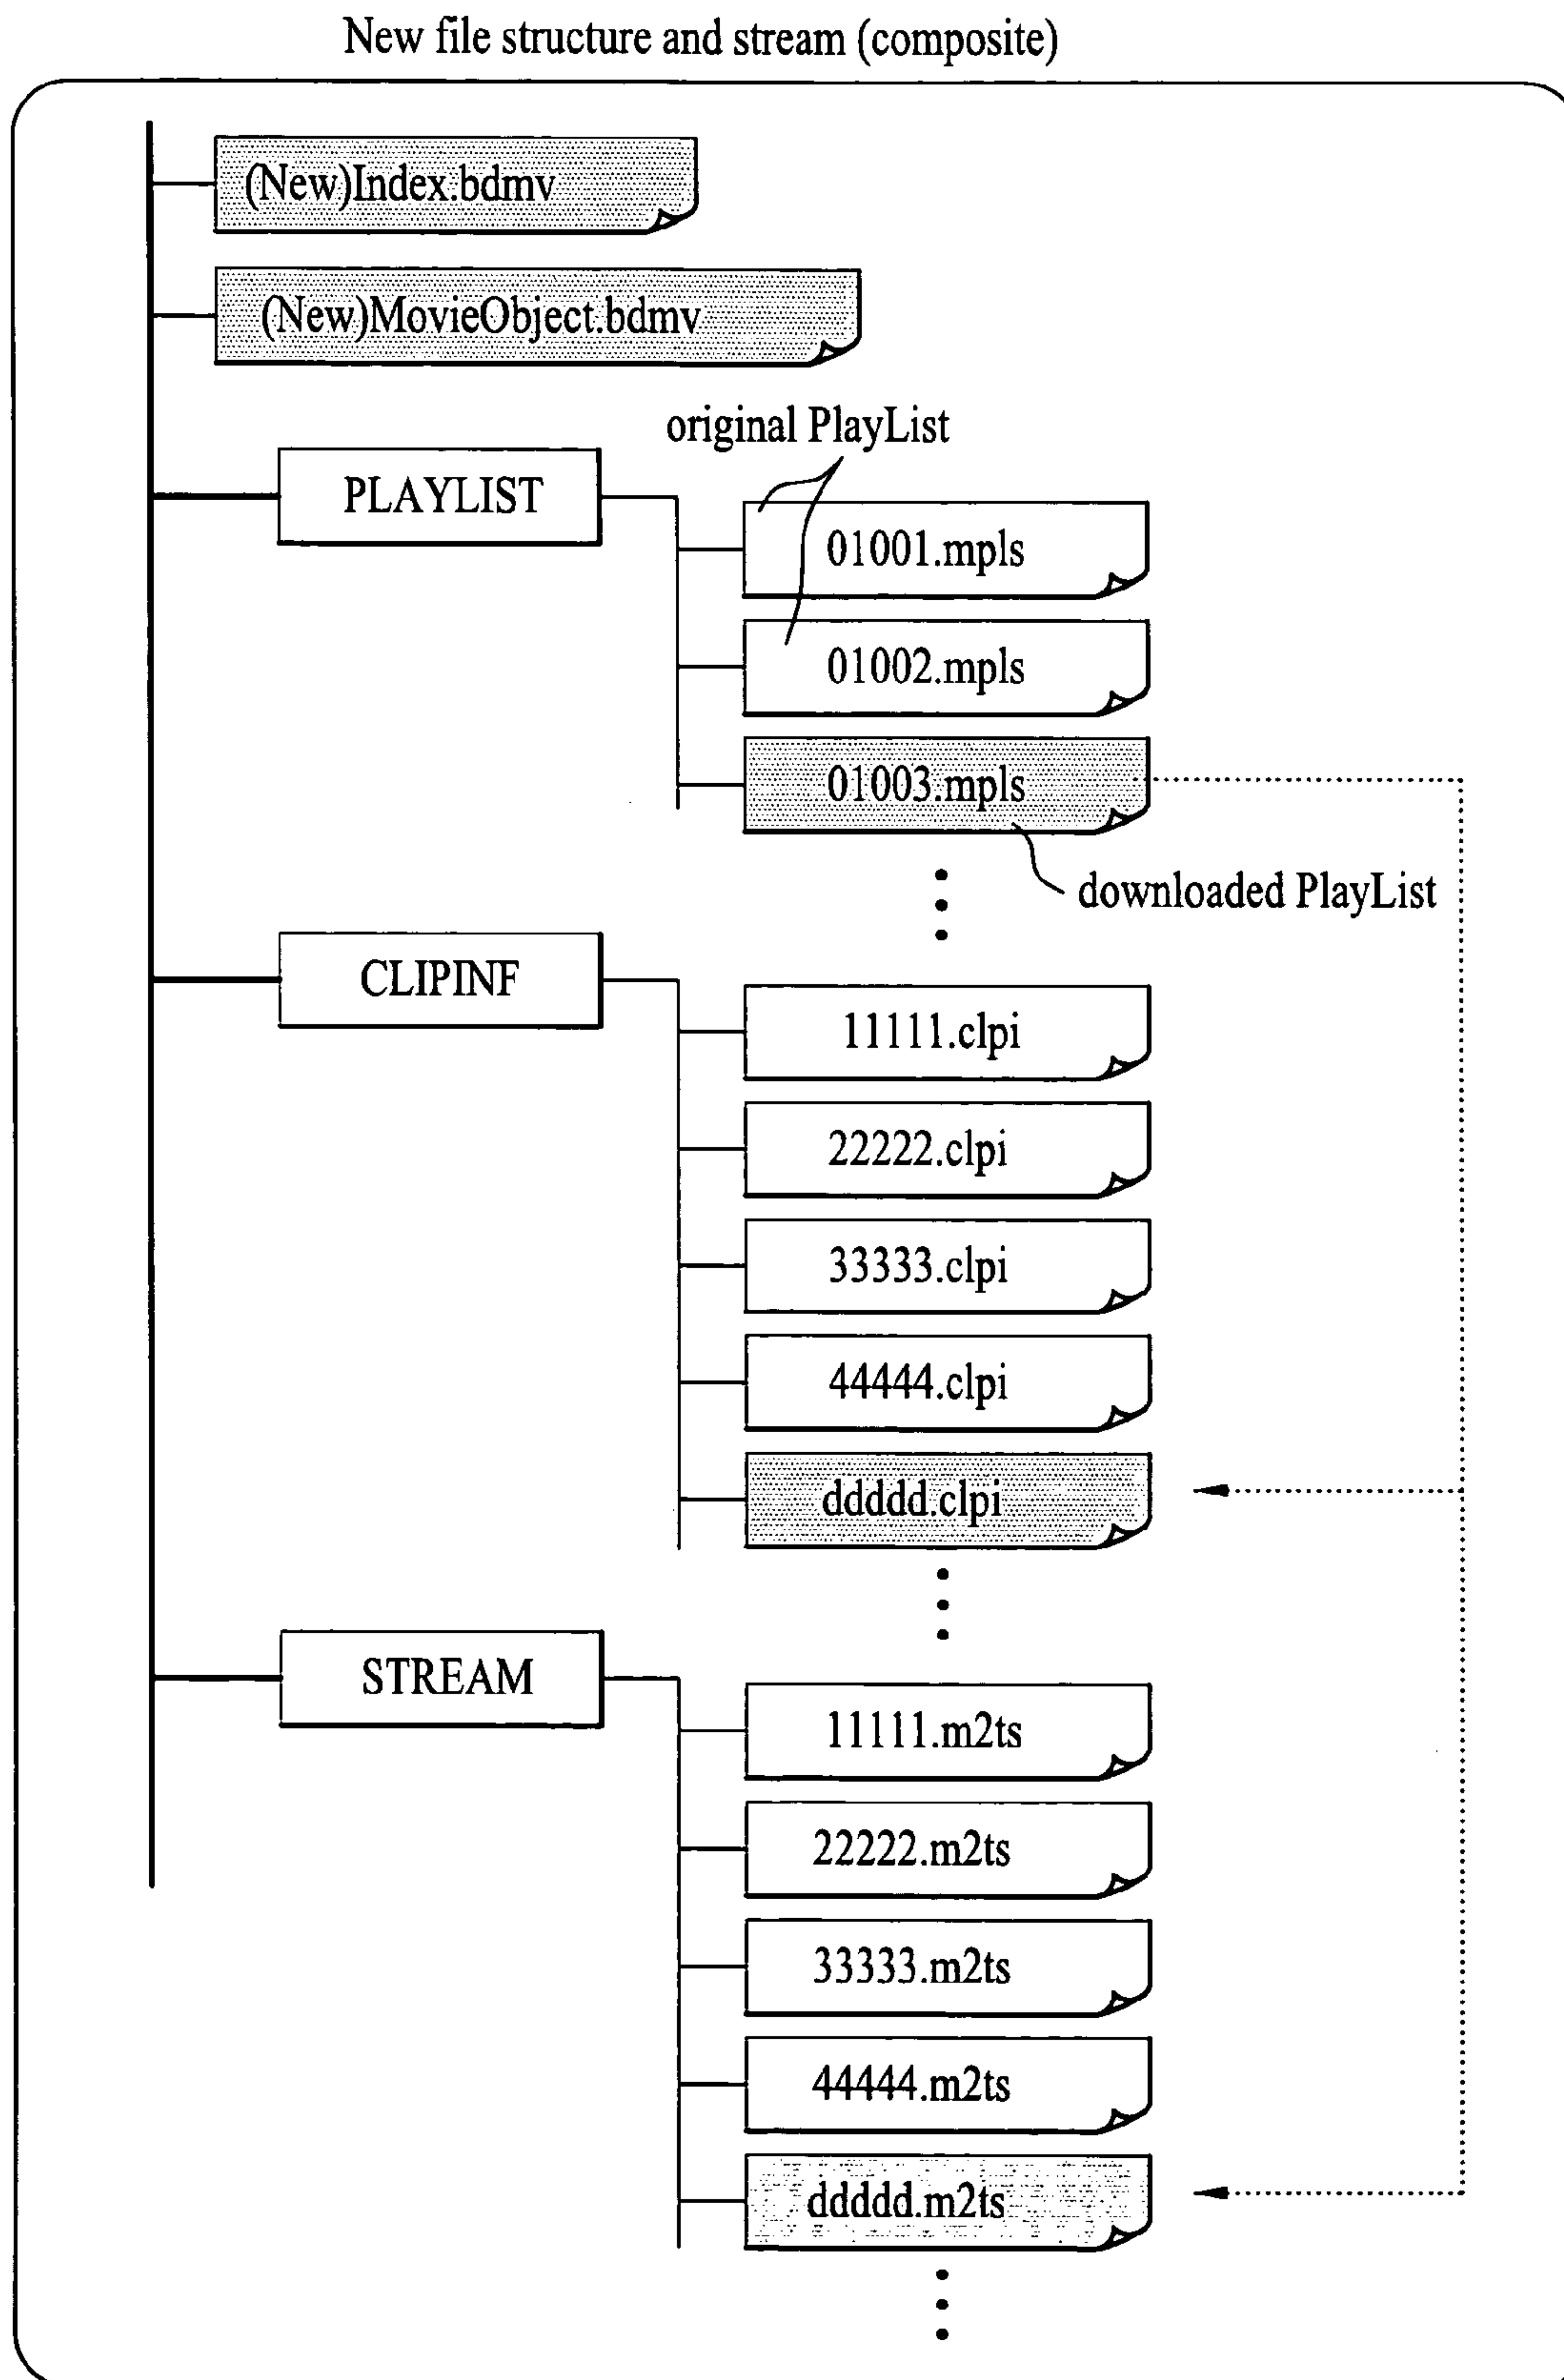 New file structure and stream (composite)
(New)Index.bdmv
(New)MovieObject.bdmv
original PlayList
PLAYLIST
01001.mpls
01002.mpls
01003.mpls
downloaded PlayList
CLIPINF
11111.clpi
22222.clpi
33333.clpi
44444.clpi
ddddd.clpi
STREAM
11111.m2ts
22222.m2ts
33333.m2ts
44444.m2ts
ddddd.m2ts